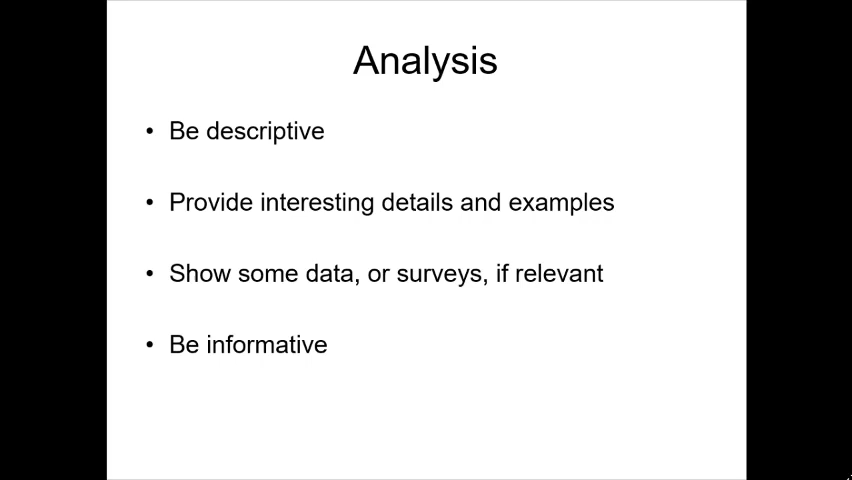 Analysis
• Be descriptive
• Provide interesting details and examples
• Show some data, or surveys, if relevant
• Be informative